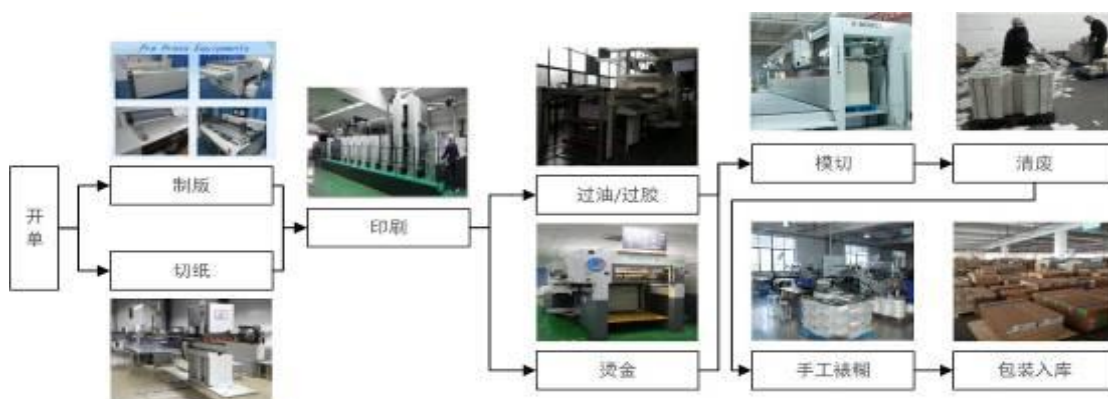 Pre Press Equipments
开单
制版
切纸
印刷
过油/过胶
烫金
模切
清废
手工裱糊
包装入库